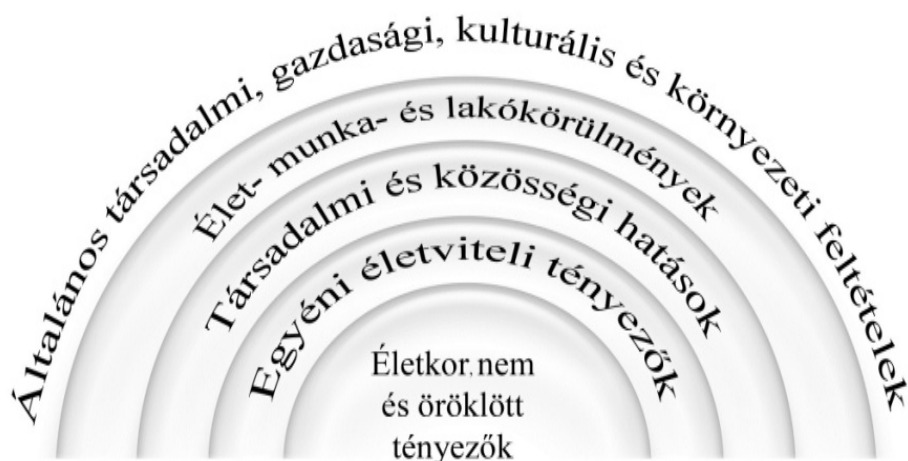 Általános társadalmi, gazdasági, kulturális és környezeti feltételek
Élet- munka- és lakókörülmények
Társadalmi és közösségi hatások
Egyéni életviteli tényezők
Életkor, nem
és öröklött
tényezők